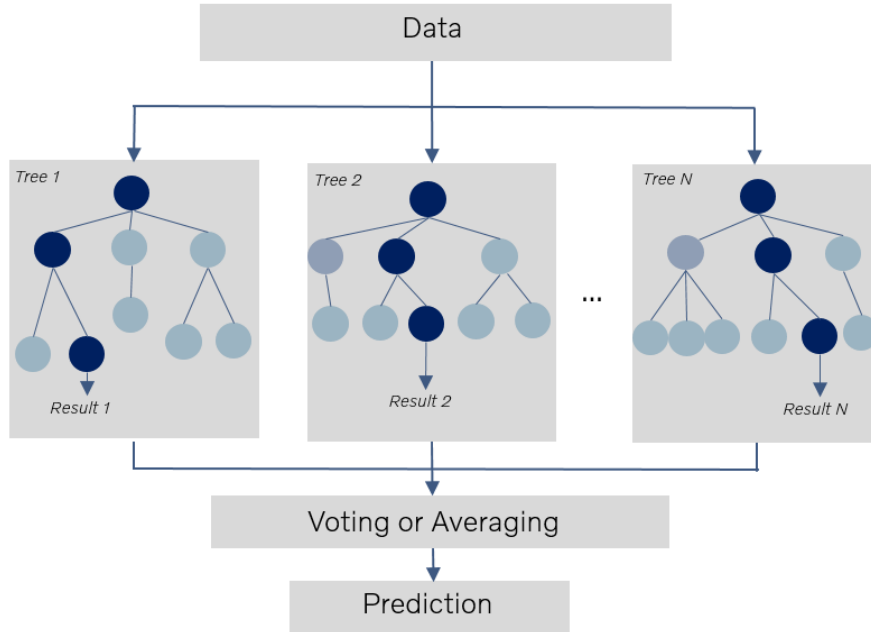 Data
Tree 1
Tree 2
Tree N
...
Result 1
Result 2
Result N
Voting or Averaging
Prediction